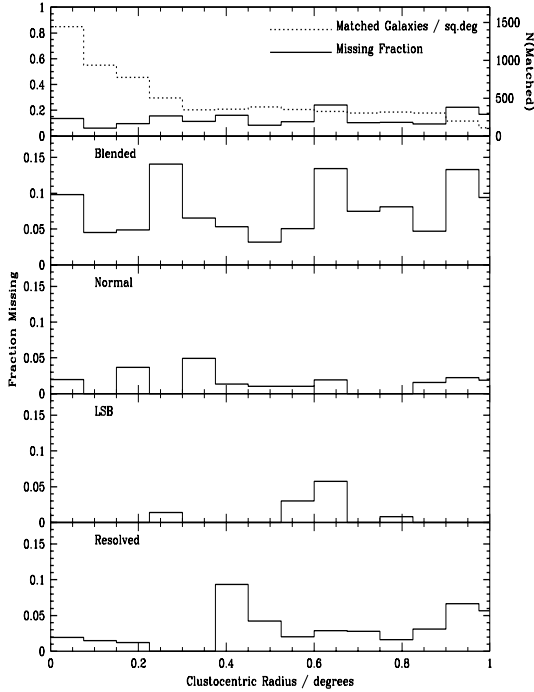 1
0.8
0.6
0.4
0.2
0
Matched Galaxies / sq.deg
Missing Fraction
1500
1000
500
0
N(Matched)
Blended
0.15
0.1
0.05
0
Normal
0.15
0.1
0.05
0
Fraction Missing
LSB
0.15
0.1
0.05
0
Resolved
0.15
0.1
0.05
0
0 0.2 0.4 0.6 0.8 1
Clustocentric Radius / degrees